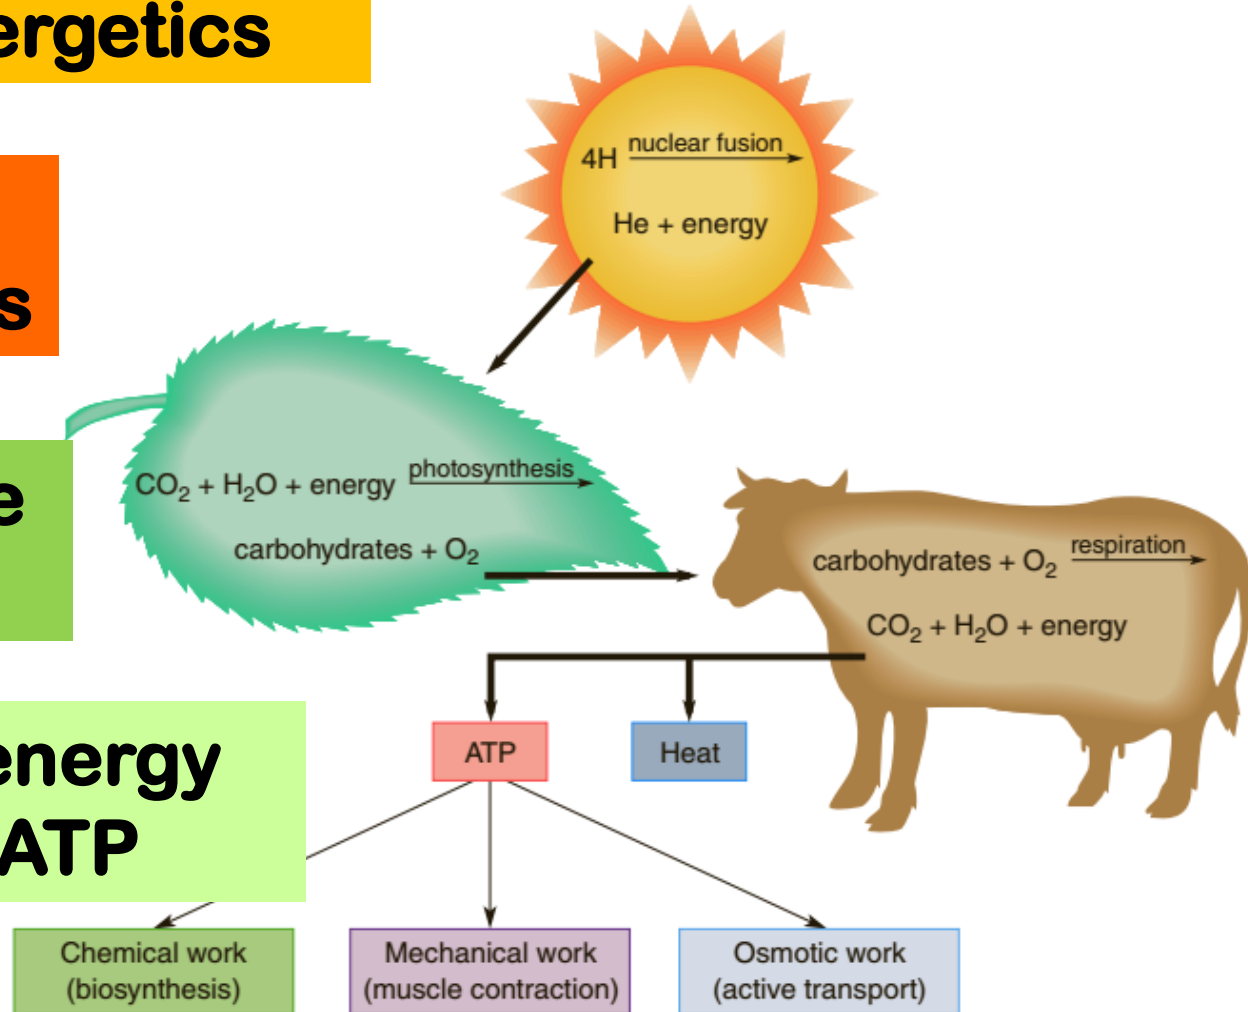 ergetics
4H nuclear fusion
He + energy
s
CO₂ + H₂O + energy photosynthesis
carbohydrates + O₂
e
carbohydrates + O₂ respiration
CO₂ + H₂O + energy
energy
ATP
ATP
Heat
Chemical work
(biosynthesis)
Mechanical work
(muscle contraction)
Osmotic work
(active transport)